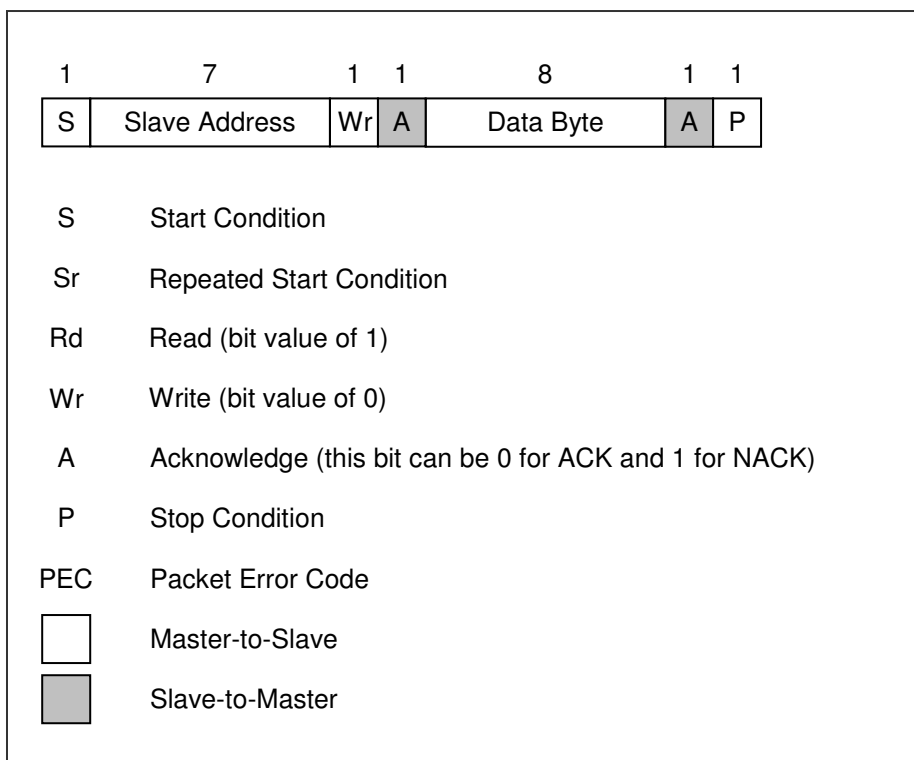 1 7 1 1 8 1 1
S Slave Address Wr A Data Byte A P
S Start Condition
Sr Repeated Start Condition
Rd Read (bit value of 1)
Wr Write (bit value of 0)
A Acknowledge (this bit can be 0 for ACK and 1 for NACK)
P Stop Condition
PEC Packet Error Code
Master-to-Slave
Slave-to-Master